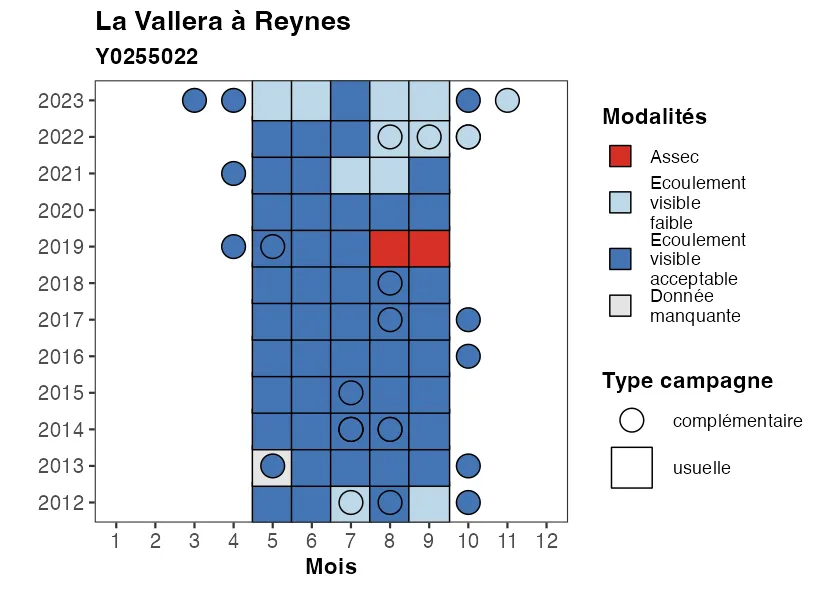 La Vallera à Reynes
Y0255022
2023
2022
2021
2020
2019
2018
2017
2016
2015
2014
2013
2012
1 2 3 4 5 6 7 8 9 10 11 12
Mois
Modalités
Assec
Ecoulement
visible
faible
Ecoulement
visible
acceptable
Donnée
manquante
Type campagne
complémentaire
usuelle